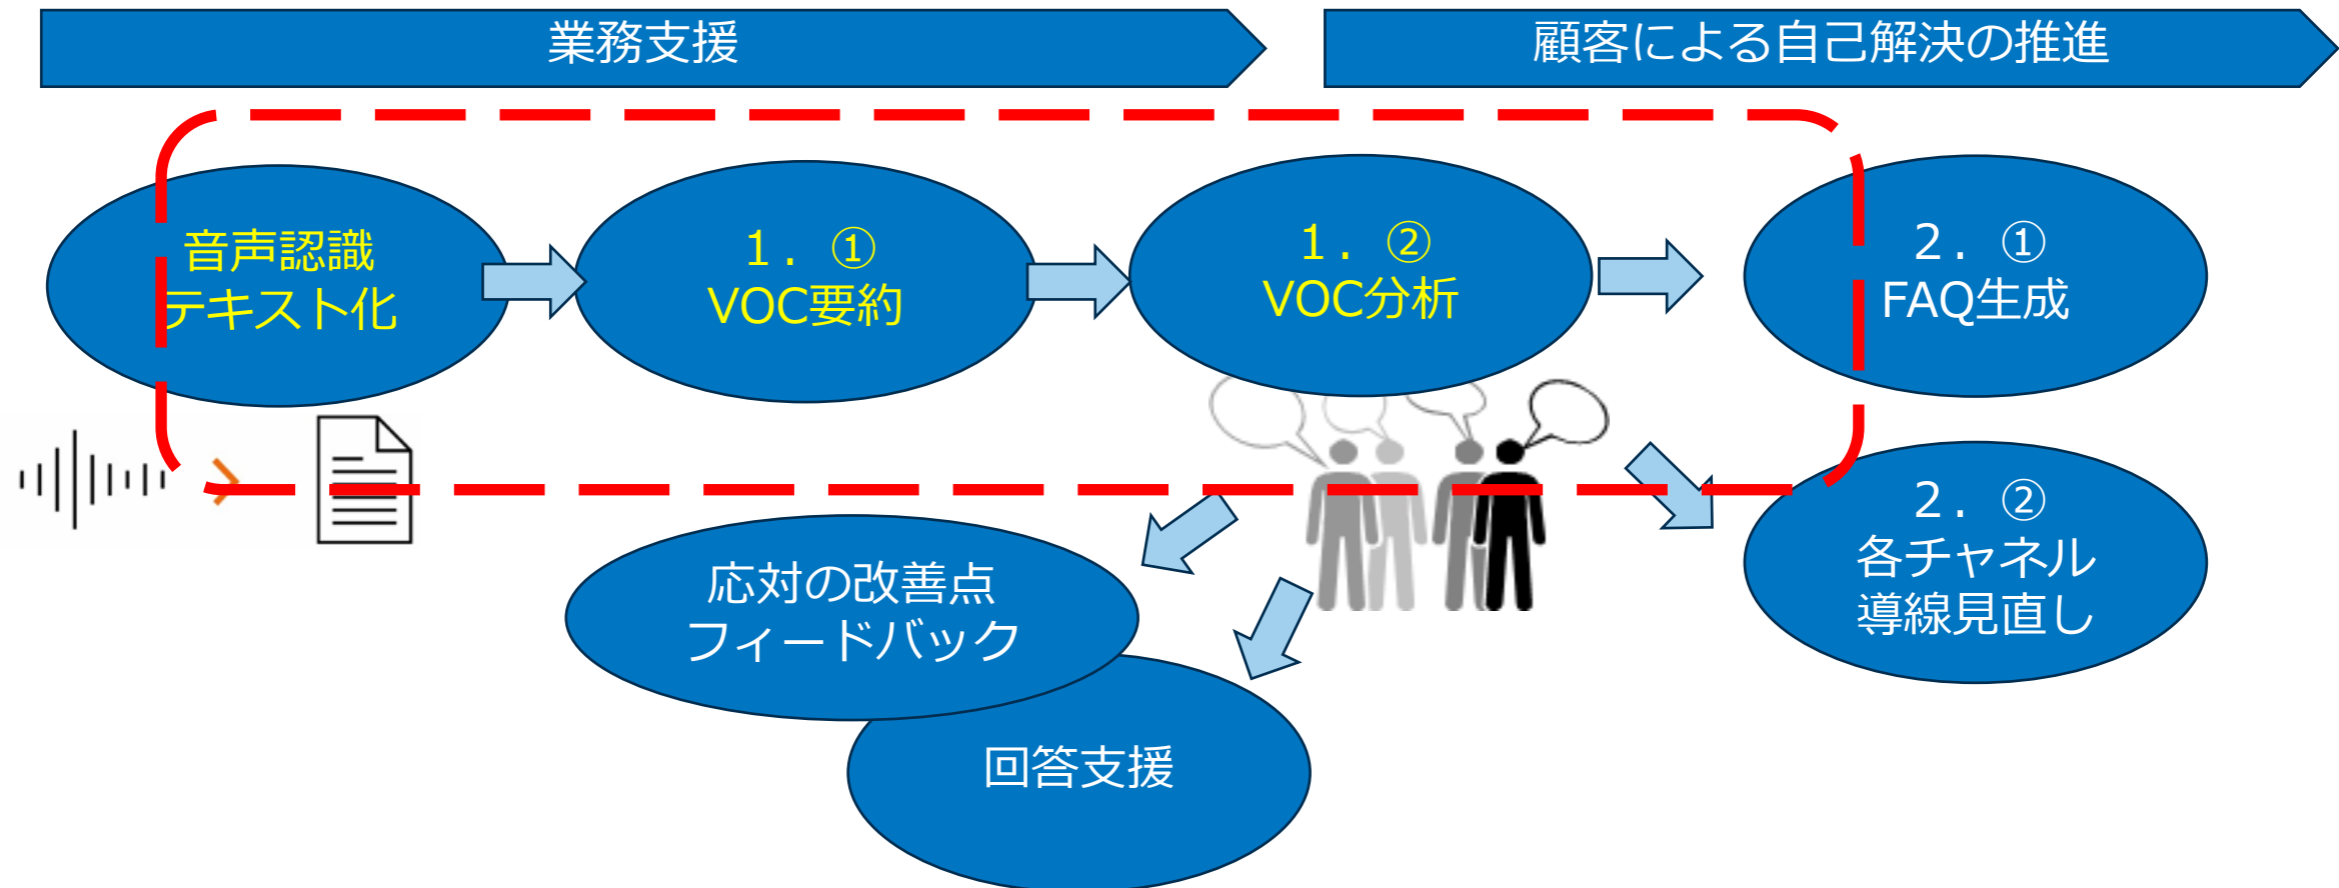 業務支援
顧客による自己解決の推進
音声認識
テキスト化
１．①
VOC要約
１．②
VOC分析
２．①
FAQ生成
２．②
各チャネル
導線見直し
応対の改善点
フィードバック
回答支援